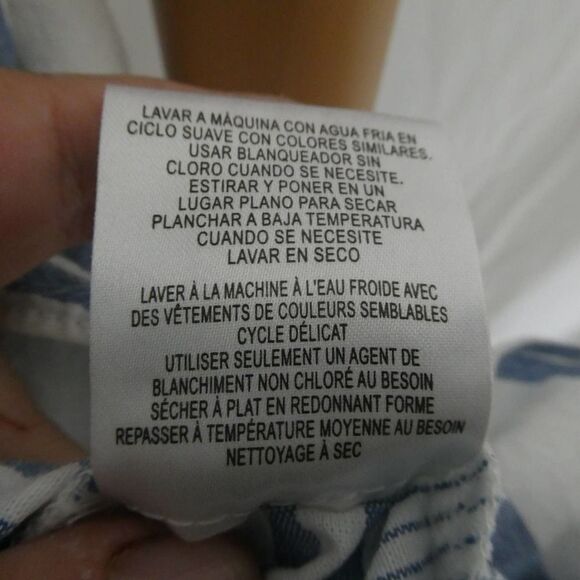 LAVAR A MÁQUINA CON AGUA FRIA EN
CICLO SUAVE CON COLORES SIMILARES.
USAR BLANQUEADOR SIN
CLORO CUANDO SE NECESITE.
ESTIRAR Y PONER EN UN
LUGAR PLANO PARA SECAR
PLANCHAR A BAJA TEMPERATURA
CUANDO SE NECESITE
LAVAR EN SECO
LAVER À LA MACHINE À L'EAU FROIDE AVEC
DES VÊTEMENTS DE COULEURS SEMBLABLES
CYCLE DÉLICAT
UTILISER SEULEMENT UN AGENT DE
BLANCHIMENT NON CHLORÉ AU BESOIN
SÉCHER À PLAT EN REDONNANT FORME
REPASSER À TEMPÉRATURE MOYENNE AU BESOIN
NETTOYAGE À SEC